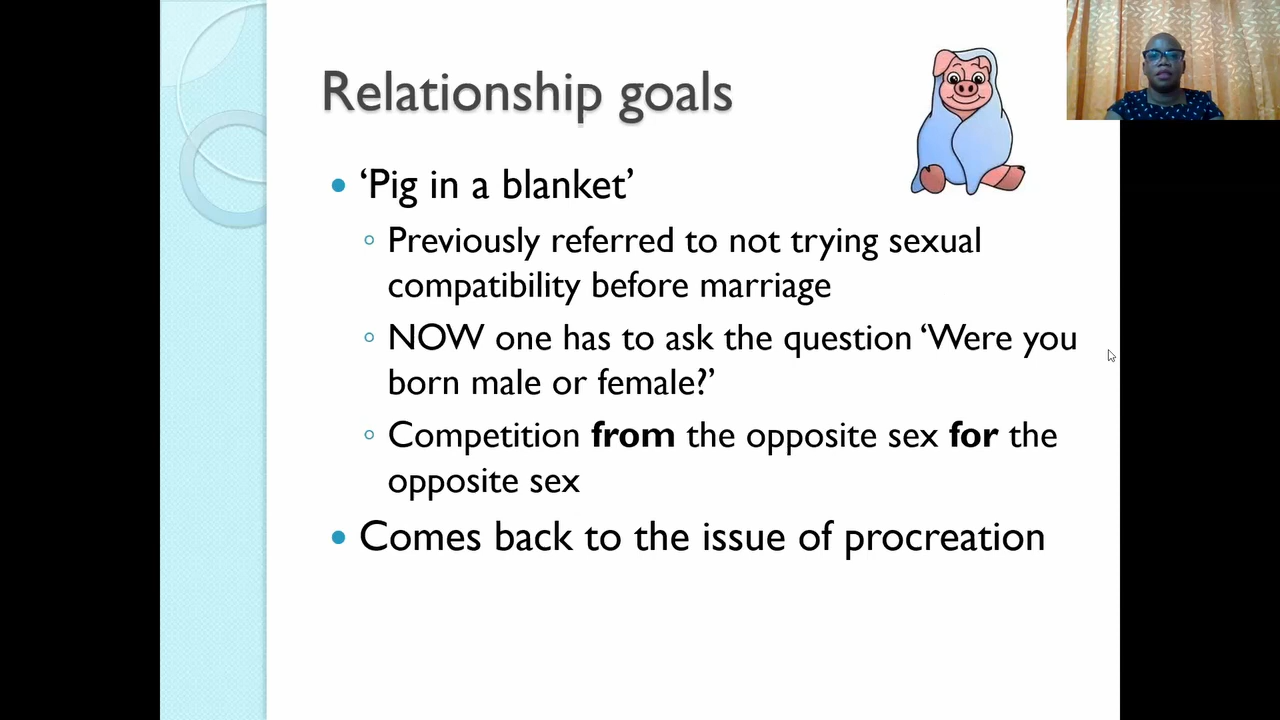 Relationship goals
• ‘Pig in a blanket’
◦ Previously referred to not trying sexual
compatibility before marriage
◦ NOW one has to ask the question ‘Were you
born male or female?’
◦ Competition from the opposite sex for the
opposite sex
• Comes back to the issue of procreation